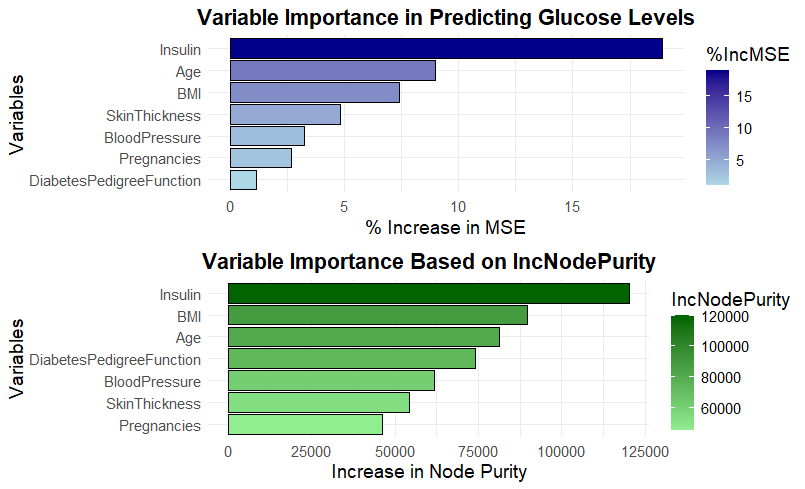 Variable Importance in Predicting Glucose Levels
Variables
Insulin
Age
BMI
SkinThickness
BloodPressure
Pregnancies
DiabetesPedigreeFunction
0 5 10 15
% Increase in MSE
%IncMSE
15
10
5
Variable Importance Based on IncNodePurity
Variables
Insulin
BMI
Age
DiabetesPedigreeFunction
BloodPressure
SkinThickness
Pregnancies
0 25000 50000 75000 100000 125000
Increase in Node Purity
IncNodePurity
120000
100000
80000
60000